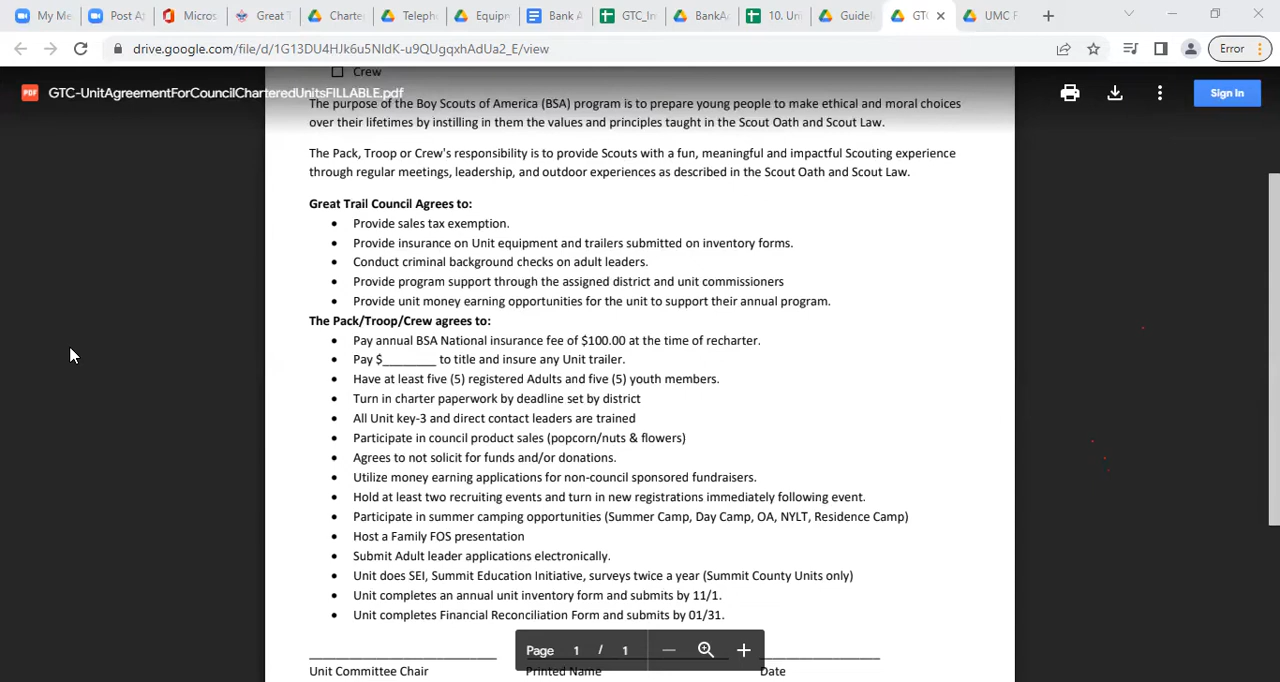 My Me
Post A
Micros
Great T
Charte
Teleph
Equipn
Bank A
GTC_In
BankA
10. Un
Guidel
GTC
UMC F
drive.google.com/file/d/1G13DU4HJk6u5NIdK-u9QUgqxhAdUa2_E/view
Error
Crew
GTC-UnitAgreementForCouncilCharteredUnitsFILLABLE.pdf
Sign In
The purpose of the Boy Scouts of America (BSA) program is to prepare young people to make ethical and moral choices
over their lifetimes by instilling in them the values and principles taught in the Scout Oath and Scout Law.
The Pack, Troop or Crew's responsibility is to provide Scouts with a fun, meaningful and impactful Scouting experience
through regular meetings, leadership, and outdoor experiences as described in the Scout Oath and Scout Law.
Great Trail Council Agrees to:
• Provide sales tax exemption.
• Provide insurance on Unit equipment and trailers submitted on inventory forms.
• Conduct criminal background checks on adult leaders.
• Provide program support through the assigned district and unit commissioners
• Provide unit money earning opportunities for the unit to support their annual program.
The Pack/Troop/Crew agrees to:
• Pay annual BSA National insurance fee of $100.00 at the time of recharter.
• Pay $________ to title and insure any Unit trailer.
• Have at least five (5) registered Adults and five (5) youth members.
• Turn in charter paperwork by deadline set by district
• All Unit key-3 and direct contact leaders are trained
• Participate in council product sales (popcorn/nuts & flowers)
• Agrees to not solicit for funds and/or donations.
• Utilize money earning applications for non-council sponsored fundraisers.
• Hold at least two recruiting events and turn in new registrations immediately following event.
• Participate in summer camping opportunities (Summer Camp, Day Camp, OA, NYLT, Residence Camp)
• Host a Family FOS presentation
• Submit Adult leader applications electronically.
• Unit does SEI, Summit Education Initiative, surveys twice a year (Summit County Units only)
• Unit completes an annual unit inventory form and submits by 11/1.
• Unit completes Financial Reconciliation Form and submits by 01/31.
Page 1 / 1
Unit Committee Chair Printed Name Date